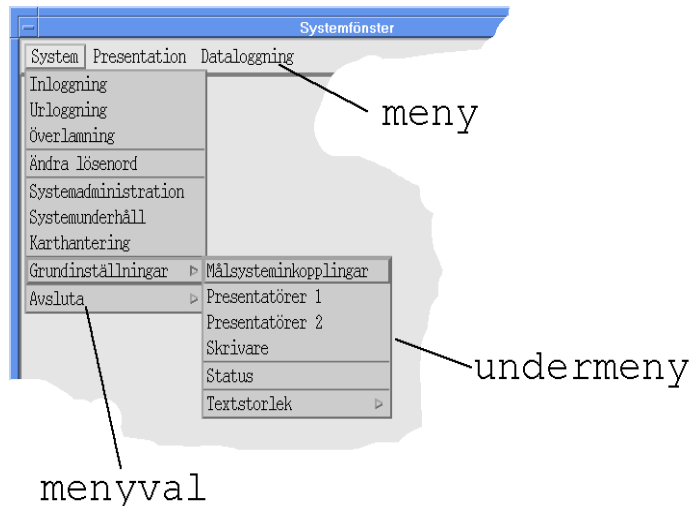 Systemfönster
System Presentation Dataloggning
Inloggning
Urloggning
Överlamning
Ändra lösenord
Systemadministration
Systemunderhåll
Karthantering
Grundinställningar
Avsluta
Målsysteminkopplingar
Presentatörer 1
Presentatörer 2
Skrivare
Status
Textstorlek
meny
undermeny
menyval